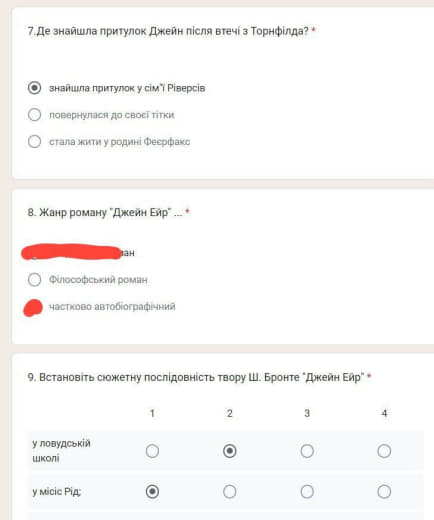 7.Де знайшла притулок Джейн після втечі з Торнфілда? *
знайшла притулок у сім"ї Ріверсів
повернулася до своєї тітки
стала жити у родині Феєрфакс
8. Жанр роману "Джейн Ейр" ... *
Філософський роман
частково автобіографічний
9. Встановіть сюжетну послідовність твору Ш. Бронте "Джейн Ейр" *
1 2 3 4
у ловудській
школі
у місіс Рід;